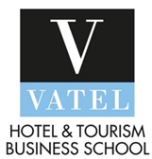 V
VATEL
HOTEL & TOURISM
BUSINESS SCHOOL